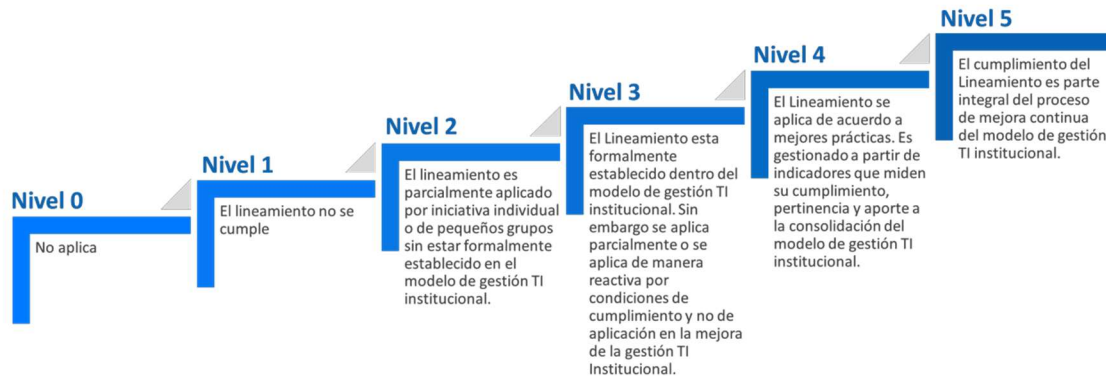 Nivel 0
No aplica
Nivel 1
El lineamiento no se
cumple
Nivel 2
El lineamiento es
parcialmente aplicado
por iniciativa individual
o de pequeños grupos
sin estar formalmente
establecido en el
modelo de gestión TI
institucional.
Nivel 3
El Lineamiento esta
formalmente
establecido dentro del
modelo de gestión TI
institucional. Sin
embargo se aplica
parcialmente o se
aplica de manera
reactiva por
condiciones de
cumplimiento y no de
aplicación en la mejora
de la gestión TI
Institucional.
Nivel 4
El Lineamiento se
aplica de acuerdo a
mejores prácticas. Es
gestionado a partir de
indicadores que miden
su cumplimiento,
pertinencia y aporte a
la consolidación del
modelo de gestión TI
institucional.
Nivel 5
El cumplimiento del
Lineamiento es parte
integral del proceso
de mejora continua
del modelo de gestión
TI institucional.